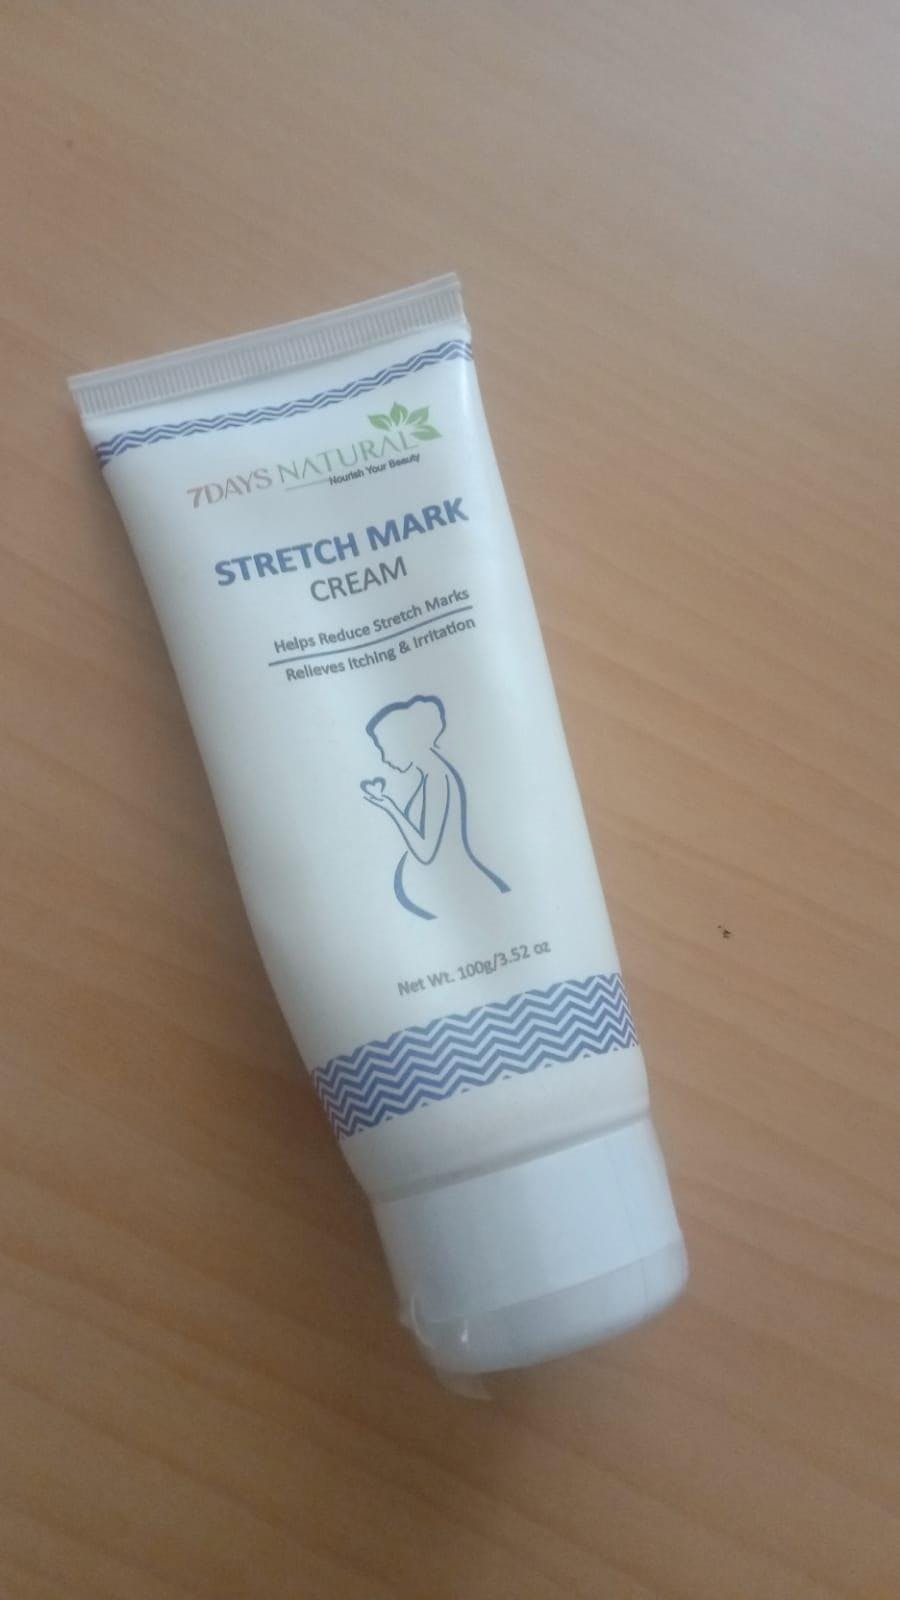 7DAYS NATURAL
Nourish Your Beauty
STRETCH MARK
CREAM
Helps Reduce Stretch Marks
Relieves Itching & Irritation
Net Wt. 100g/3.52 oz